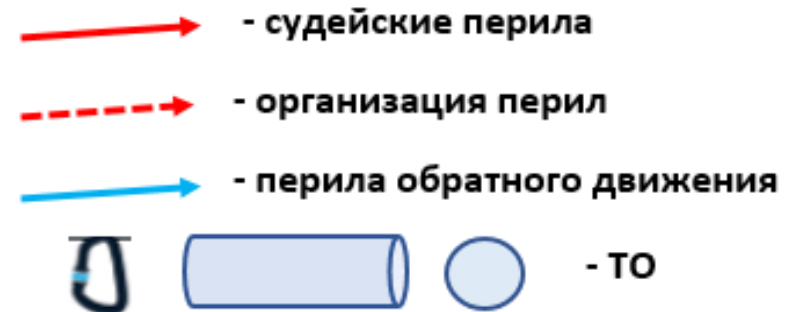 - судейские перила
- организация перил
- перила обратного движения
- ТО